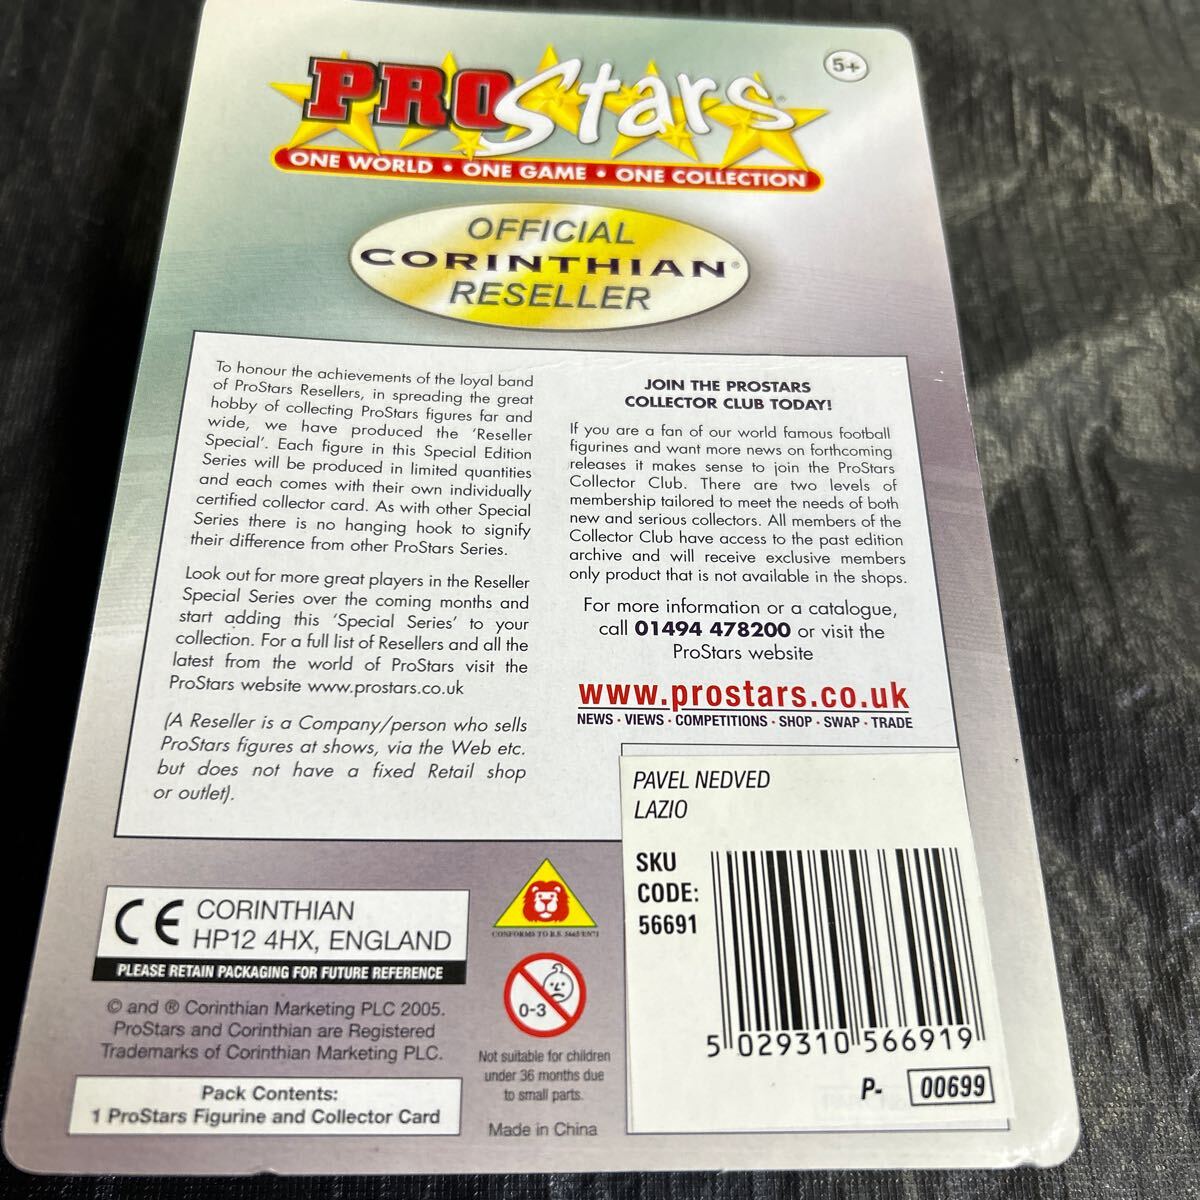 PROStars
5+
ONE WORLD • ONE GAME • ONE COLLECTION
OFFICIAL
CORINTHIAN®
RESELLER
To honour the achievements of the loyal band
of ProStars Resellers, in spreading the great
hobby of collecting ProStars figures far and
wide, we have produced the 'Reseller
Special'. Each figure in this Special Edition
Series will be produced in limited quantities
and each comes with their own individually
certified collector card. As with other Special
Series there is no hanging hook to signify
their difference from other ProStars Series.
Look out for more great players in the Reseller
Special Series over the coming months and
start adding this 'Special Series' to your
collection. For a full list of Resellers and all the
latest from the world of ProStars visit the
ProStars website www.prostars.co.uk
(A Reseller is a Company/person who sells
ProStars figures at shows, via the Web etc.
but does not have a fixed Retail shop
or outlet).
JOIN THE PROSTARS
COLLECTOR CLUB TODAY!
If you are a fan of our world famous football
figurines and want more news on forthcoming
releases it makes sense to join the ProStars
Collector Club. There are two levels of
membership tailored to meet the needs of both
new and serious collectors. All members of the
Collector Club have access to the past edition
archive and will receive exclusive members
only product that is not available in the shops.
For more information or a catalogue,
call 01494 478200 or visit the
ProStars website
www.prostars.co.uk
NEWS · VIEWS · COMPETITIONS · SHOP · SWAP · TRADE
PAVEL NEDVED
LAZIO
SKU
CODE:
56691
5 029310 566919
P- 00699
CE CORINTHIAN
HP12 4HX, ENGLAND
PLEASE RETAIN PACKAGING FOR FUTURE REFERENCE
© and ® Corinthian Marketing PLC 2005.
ProStars and Corinthian are Registered
Trademarks of Corinthian Marketing PLC.
Pack Contents:
1 ProStars Figurine and Collector Card
CONFORMS TO B.S. 5665/EN71
0-3
Not suitable for children
under 36 months due
to small parts.
Made in China